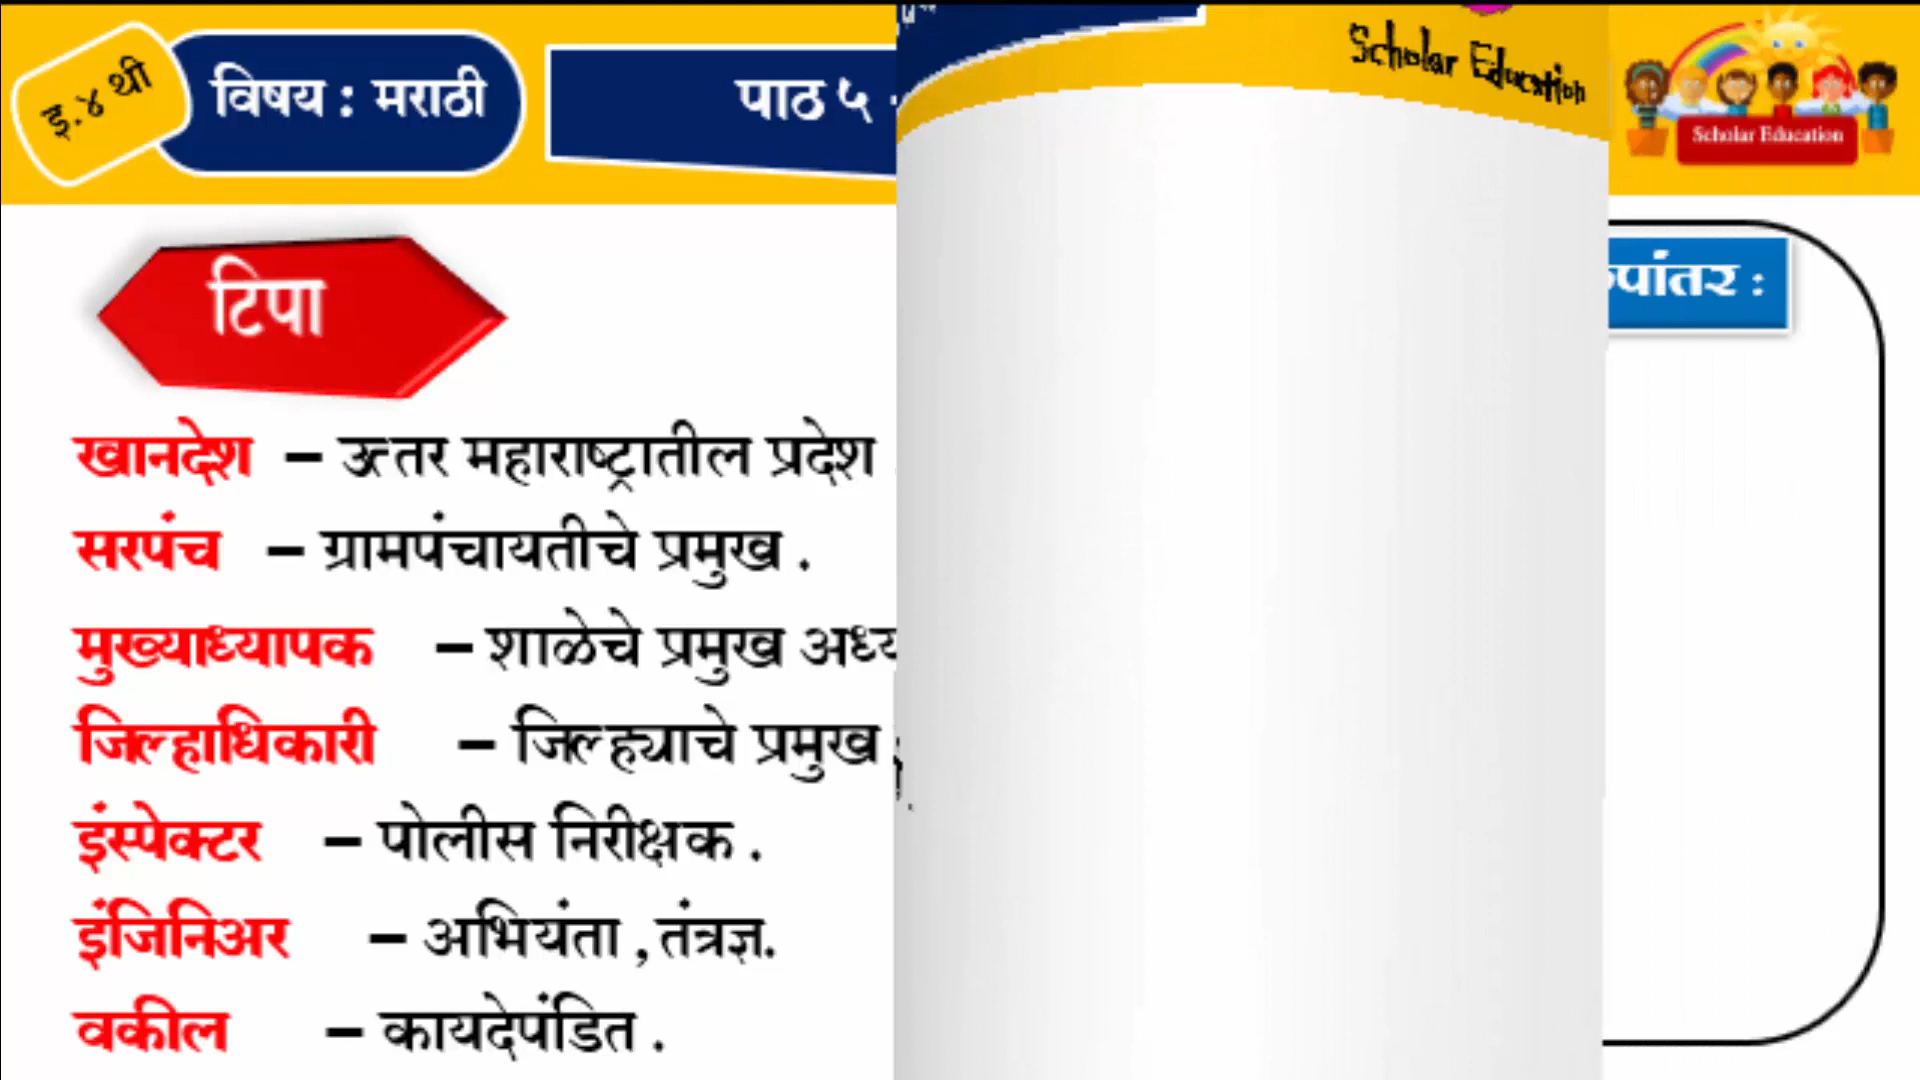 इ.४ थी
विषय : मराठी
पाठ ५
Scholar Education
Scholar Education
टिपा
खानदेश – उत्तर महाराष्ट्रातील प्रदेश
सरपंच – ग्रामपंचायतीचे प्रमुख .
मुख्याध्यापक – शाळेचे प्रमुख
जिल्हाधिकारी – जिल्ह्याचे प्रमुख
इंस्पेक्टर – पोलीस निरीक्षक .
इंजिनिअर – अभियंता , तंत्रज्ञ.
वकील – कायदेपंडित .